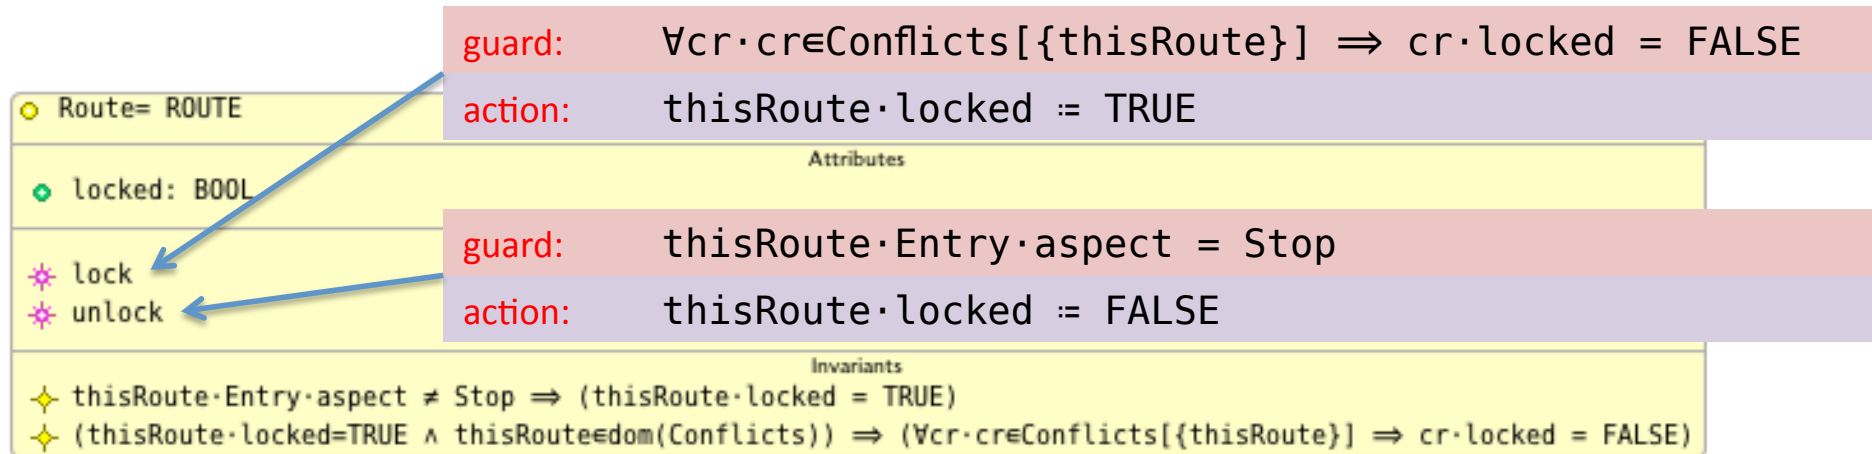 guard: ∀cr·cr∈Conflicts[{thisRoute}] ⇒ cr·locked = FALSE
action: thisRoute·locked ≔ TRUE
Route= ROUTE
Attributes
locked: BOOL
guard: thisRoute·Entry·aspect = Stop
action: thisRoute·locked ≔ FALSE
lock
unlock
Invariants
thisRoute·Entry·aspect ≠ Stop ⇒ (thisRoute·locked = TRUE)
(thisRoute·locked=TRUE ∧ thisRoute∈dom(Conflicts)) ⇒ (∀cr·cr∈Conflicts[{thisRoute}] ⇒ cr·locked = FALSE)